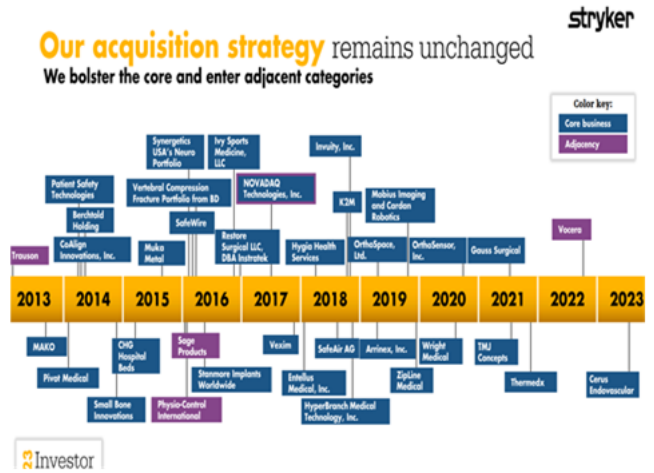 stryker
Our acquisition strategy remains unchanged
We bolster the core and enter adjacent categories
Color key:
Core business
Adjacency
Synergetics
USA's Neuro
Portfolio
Ivy Sports
Medicine,
LLC
Invuity, Inc.
Patient Safety
Technologies
Vertebral Compression
Fracture Portfolio from BD
NOVADAQ
Technologies, Inc.
K2M
Mobius Imaging
and Cardan
Robotics
Berchtold
Holding
SafeWire
Vocera
Trauson
CoAlign
Innovations, Inc.
Muka
Metal
Restore
Surgical LLC,
DBA Instratek
Hygia Health
Services
OrthoSpace,
Ltd.
OrthoSensor,
Inc.
Gauss Surgical
2013 2014 2015 2016 2017 2018 2019 2020 2021 2022 2023
MAKO
CHG
Hospital
Beds
Sage
Products
Vexim
SafeAir AG
Arrinex, Inc.
Wright
Medical
TMJ
Concepts
Pivot Medical
Stanmore Implants
Worldwide
Entellus
Medical, Inc.
ZipLine
Medical
Thermedx
Cerus
Endovascular
Small Bone
Innovations
Physio-Control
International
HyperBranch Medical
Technology, Inc.
23 Investor